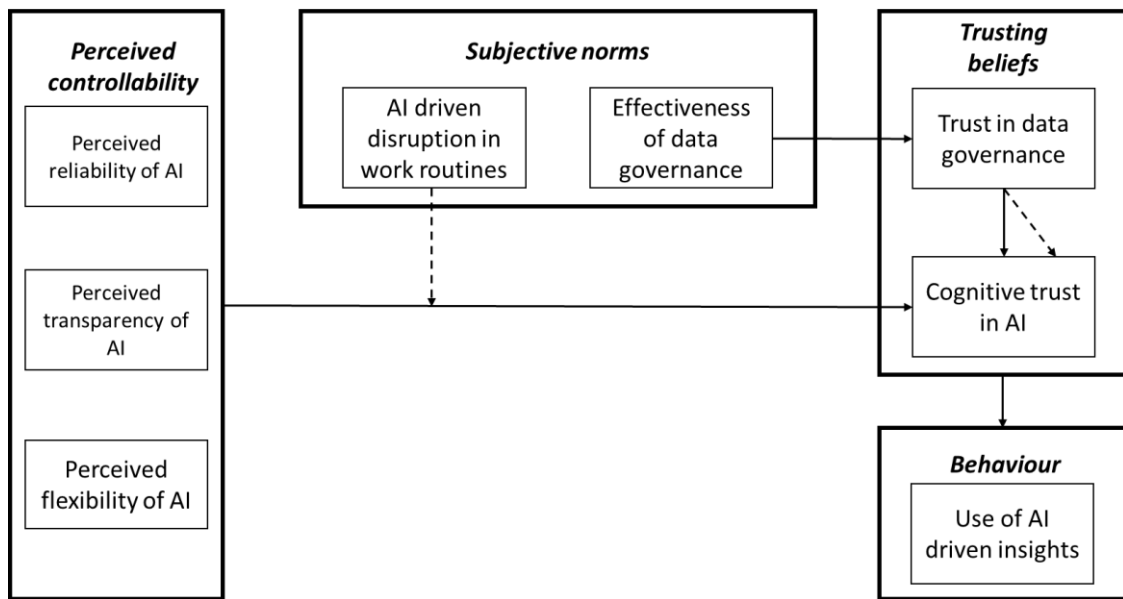 Perceived
controllability
Perceived
reliability of AI
Perceived
transparency of
AI
Perceived
flexibility of AI
Subjective norms
AI driven
disruption in
work routines
Effectiveness
of data
governance
Trusting
beliefs
Trust in data
governance
Cognitive trust
in AI
Behaviour
Use of AI
driven insights